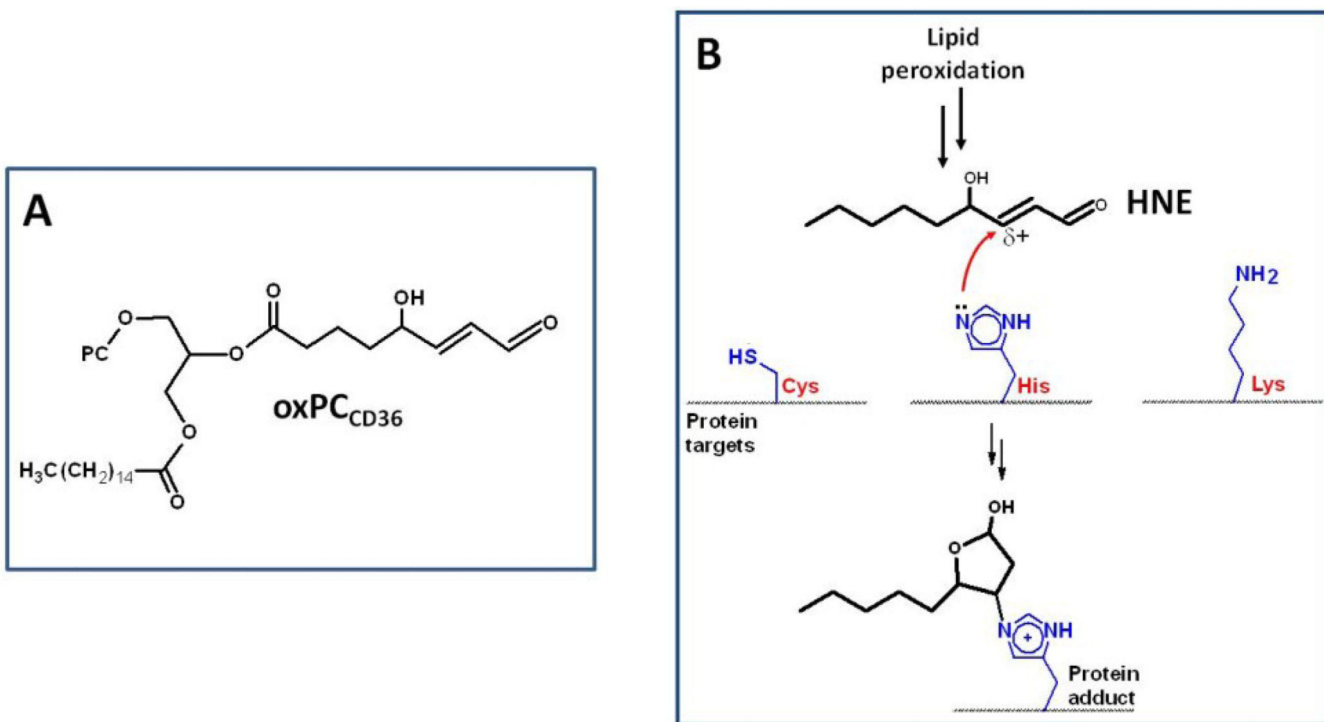 A
O
PC
O
O
O
OH
O
oxPC_CD36
O
H₃C(CH₂)₁₄
O
B
Lipid
peroxidation
OH
O
HNE
δ+
NH2
N
NH
HS
Cys
His
Lys
Protein
targets
OH
O
N
NH
+
Protein
adduct